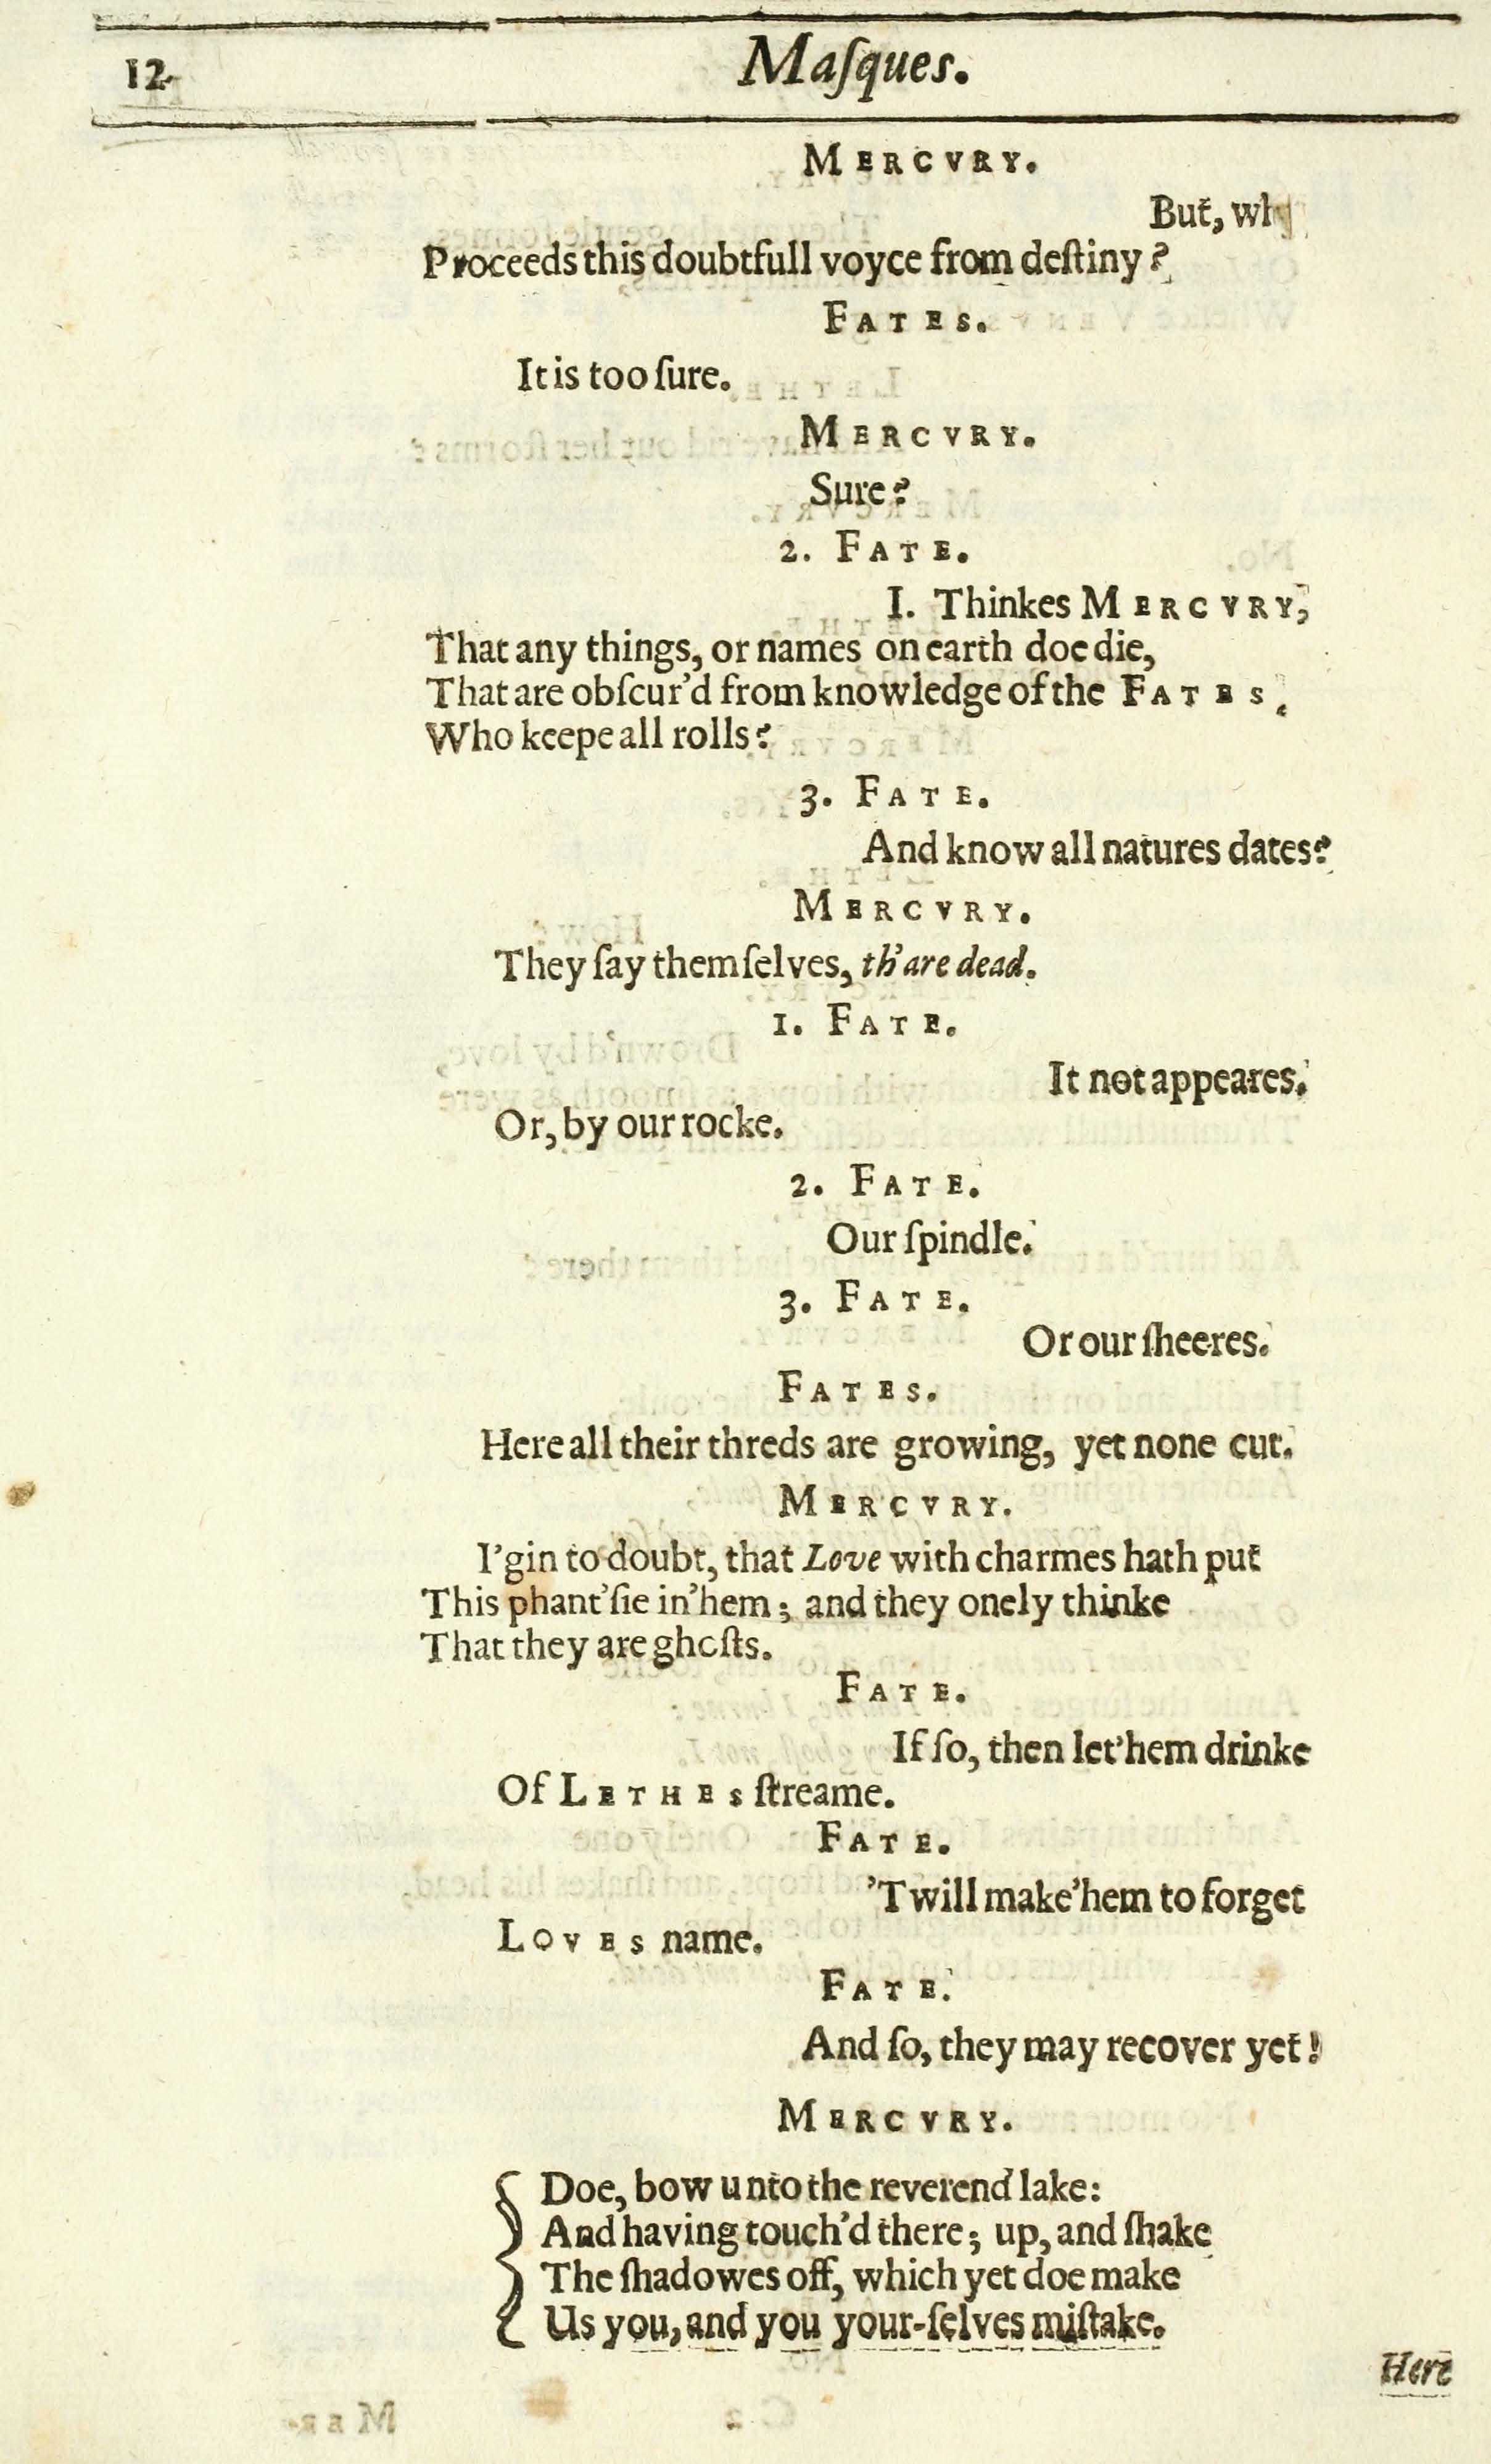 12
Maſques.
MERCVRY.
But, why
Proceeds this doubtfull voyce from deſtiny?
FATES.
It is too ſure.
MERCVRY.
Sure?
2. FATE.
I. Thinkes MERCVRY,
That any things, or names on earth doe die,
That are obſcur'd from knowledge of the FATES,
Who keepe all rolls?
3. FATE.
And know all natures dates?
MERCVRY.
They ſay themſelves, th'are dead.
1. FATE.
It not appeares.
Or, by our rocke.
2. FATE.
Our ſpindle.
3. FATE.
Or our ſheeres.
FATES.
Here all their threds are growing, yet none cut.
MERCVRY.
I'gin to doubt, that Love with charmes hath put
This phant'ſie in'hem; and they onely thinke
That they are ghoſts.
FATE.
If ſo, then let'hem drinke
Of LETHES ſtreame.
FATE.
'Twill make'hem to forget
LOVES name.
FATE.
And ſo, they may recover yet!
MERCVRY.
Doe, bow unto the reverend lake:
And having touch'd there; up, and ſhake
The ſhadowes off, which yet doe make
Us you, and you your-ſelves miſtake.
Here